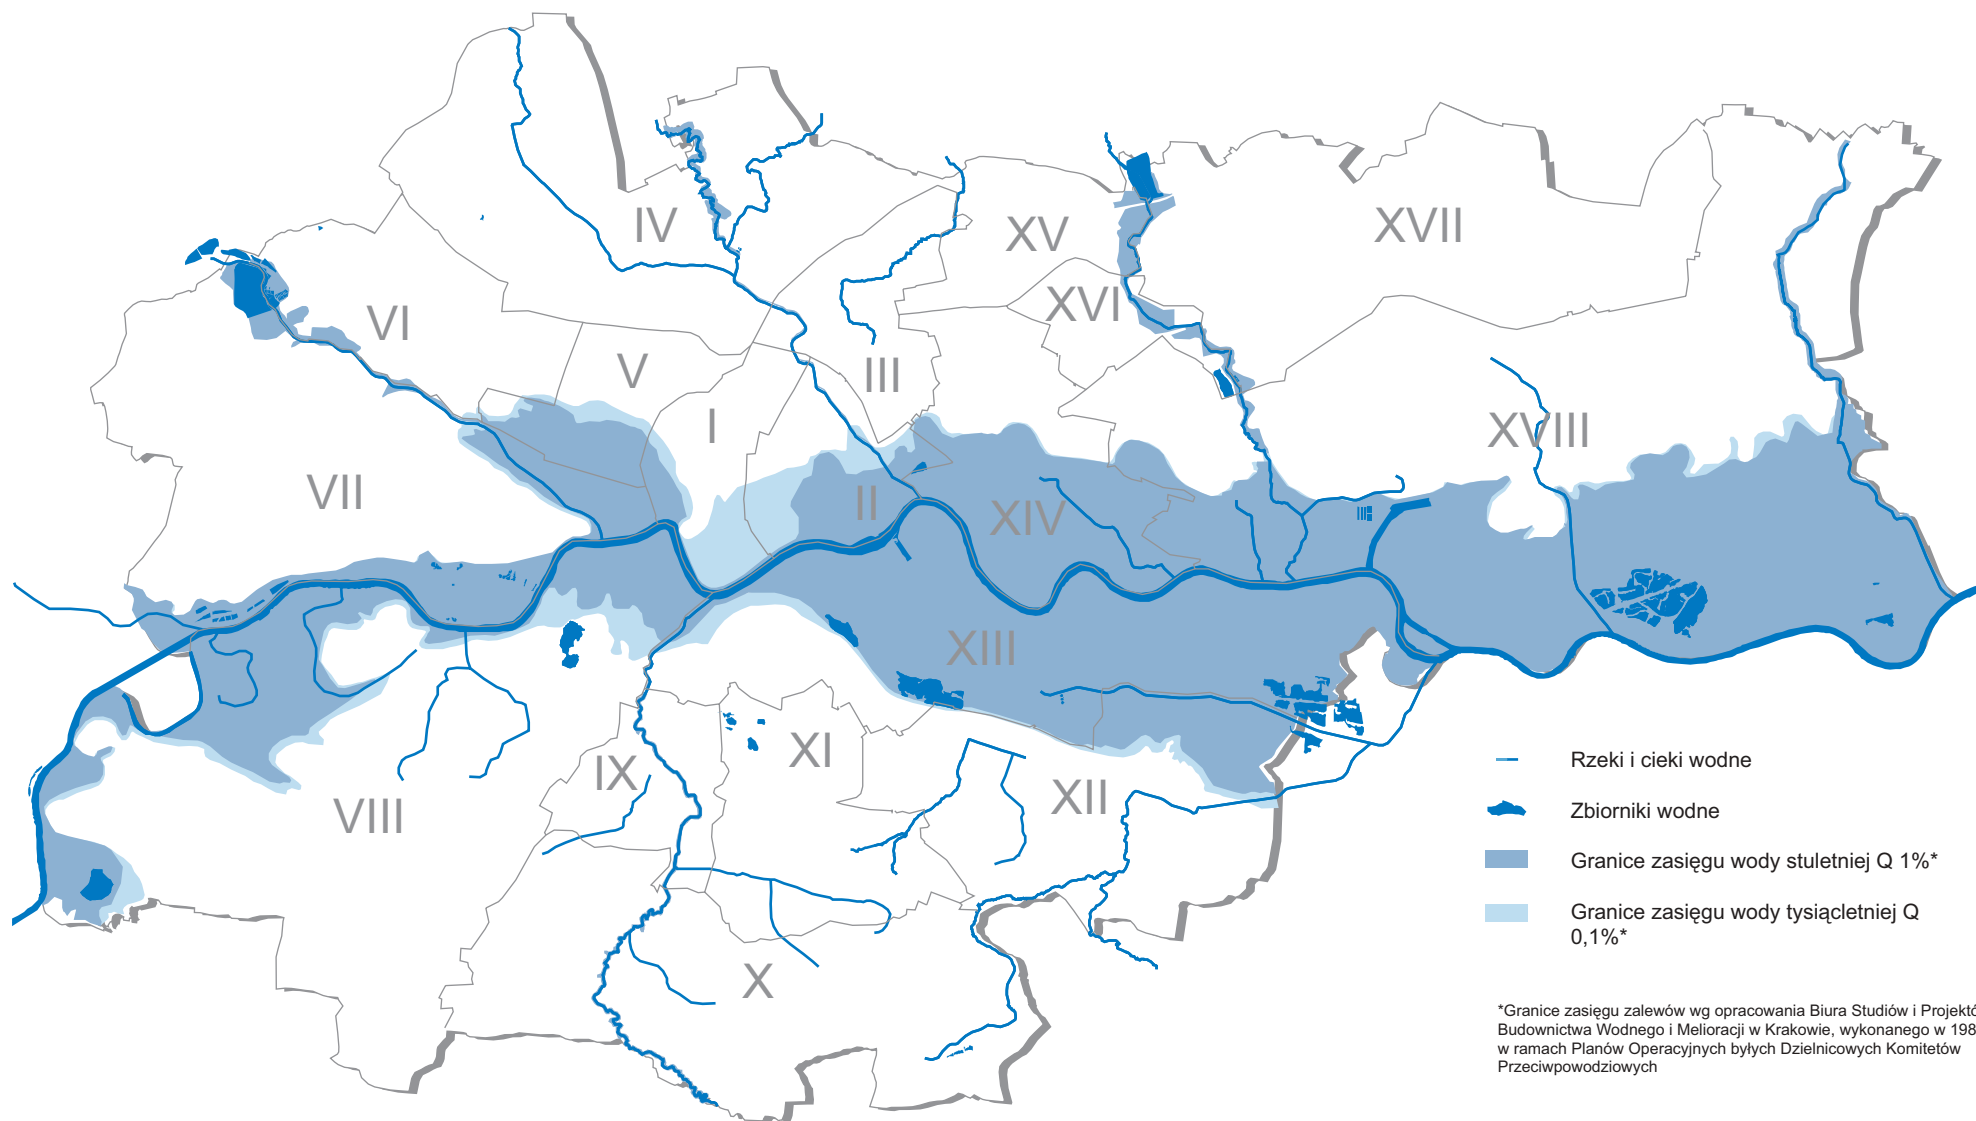 IV
XV
XVII
XVI
VI
V
III
I
XVIII
VII
II
XIV
XIII
XI
IX
XII
VIII
X
Rzeki i cieki wodne
Zbiorniki wodne
Granice zasięgu wody stuletniej Q 1%*
Granice zasięgu wody tysiącletniej Q
0,1%*
*Granice zasięgu zalewów wg opracowania Biura Studiów i Projektó
Budownictwa Wodnego i Melioracji w Krakowie, wykonanego w 198
w ramach Planów Operacyjnych byłych Dzielnicowych Komitetów
Przeciwpowodziowych